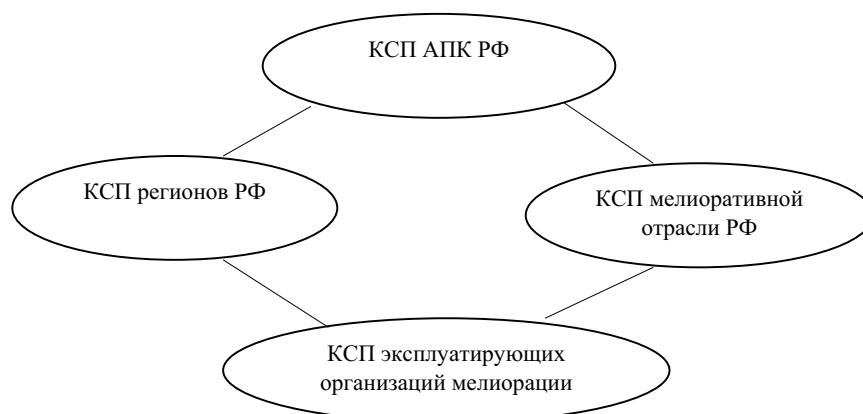 КСП АПК РФ
КСП регионов РФ
КСП мелиоративной
отрасли РФ
КСП эксплуатирующих
организаций мелиорации